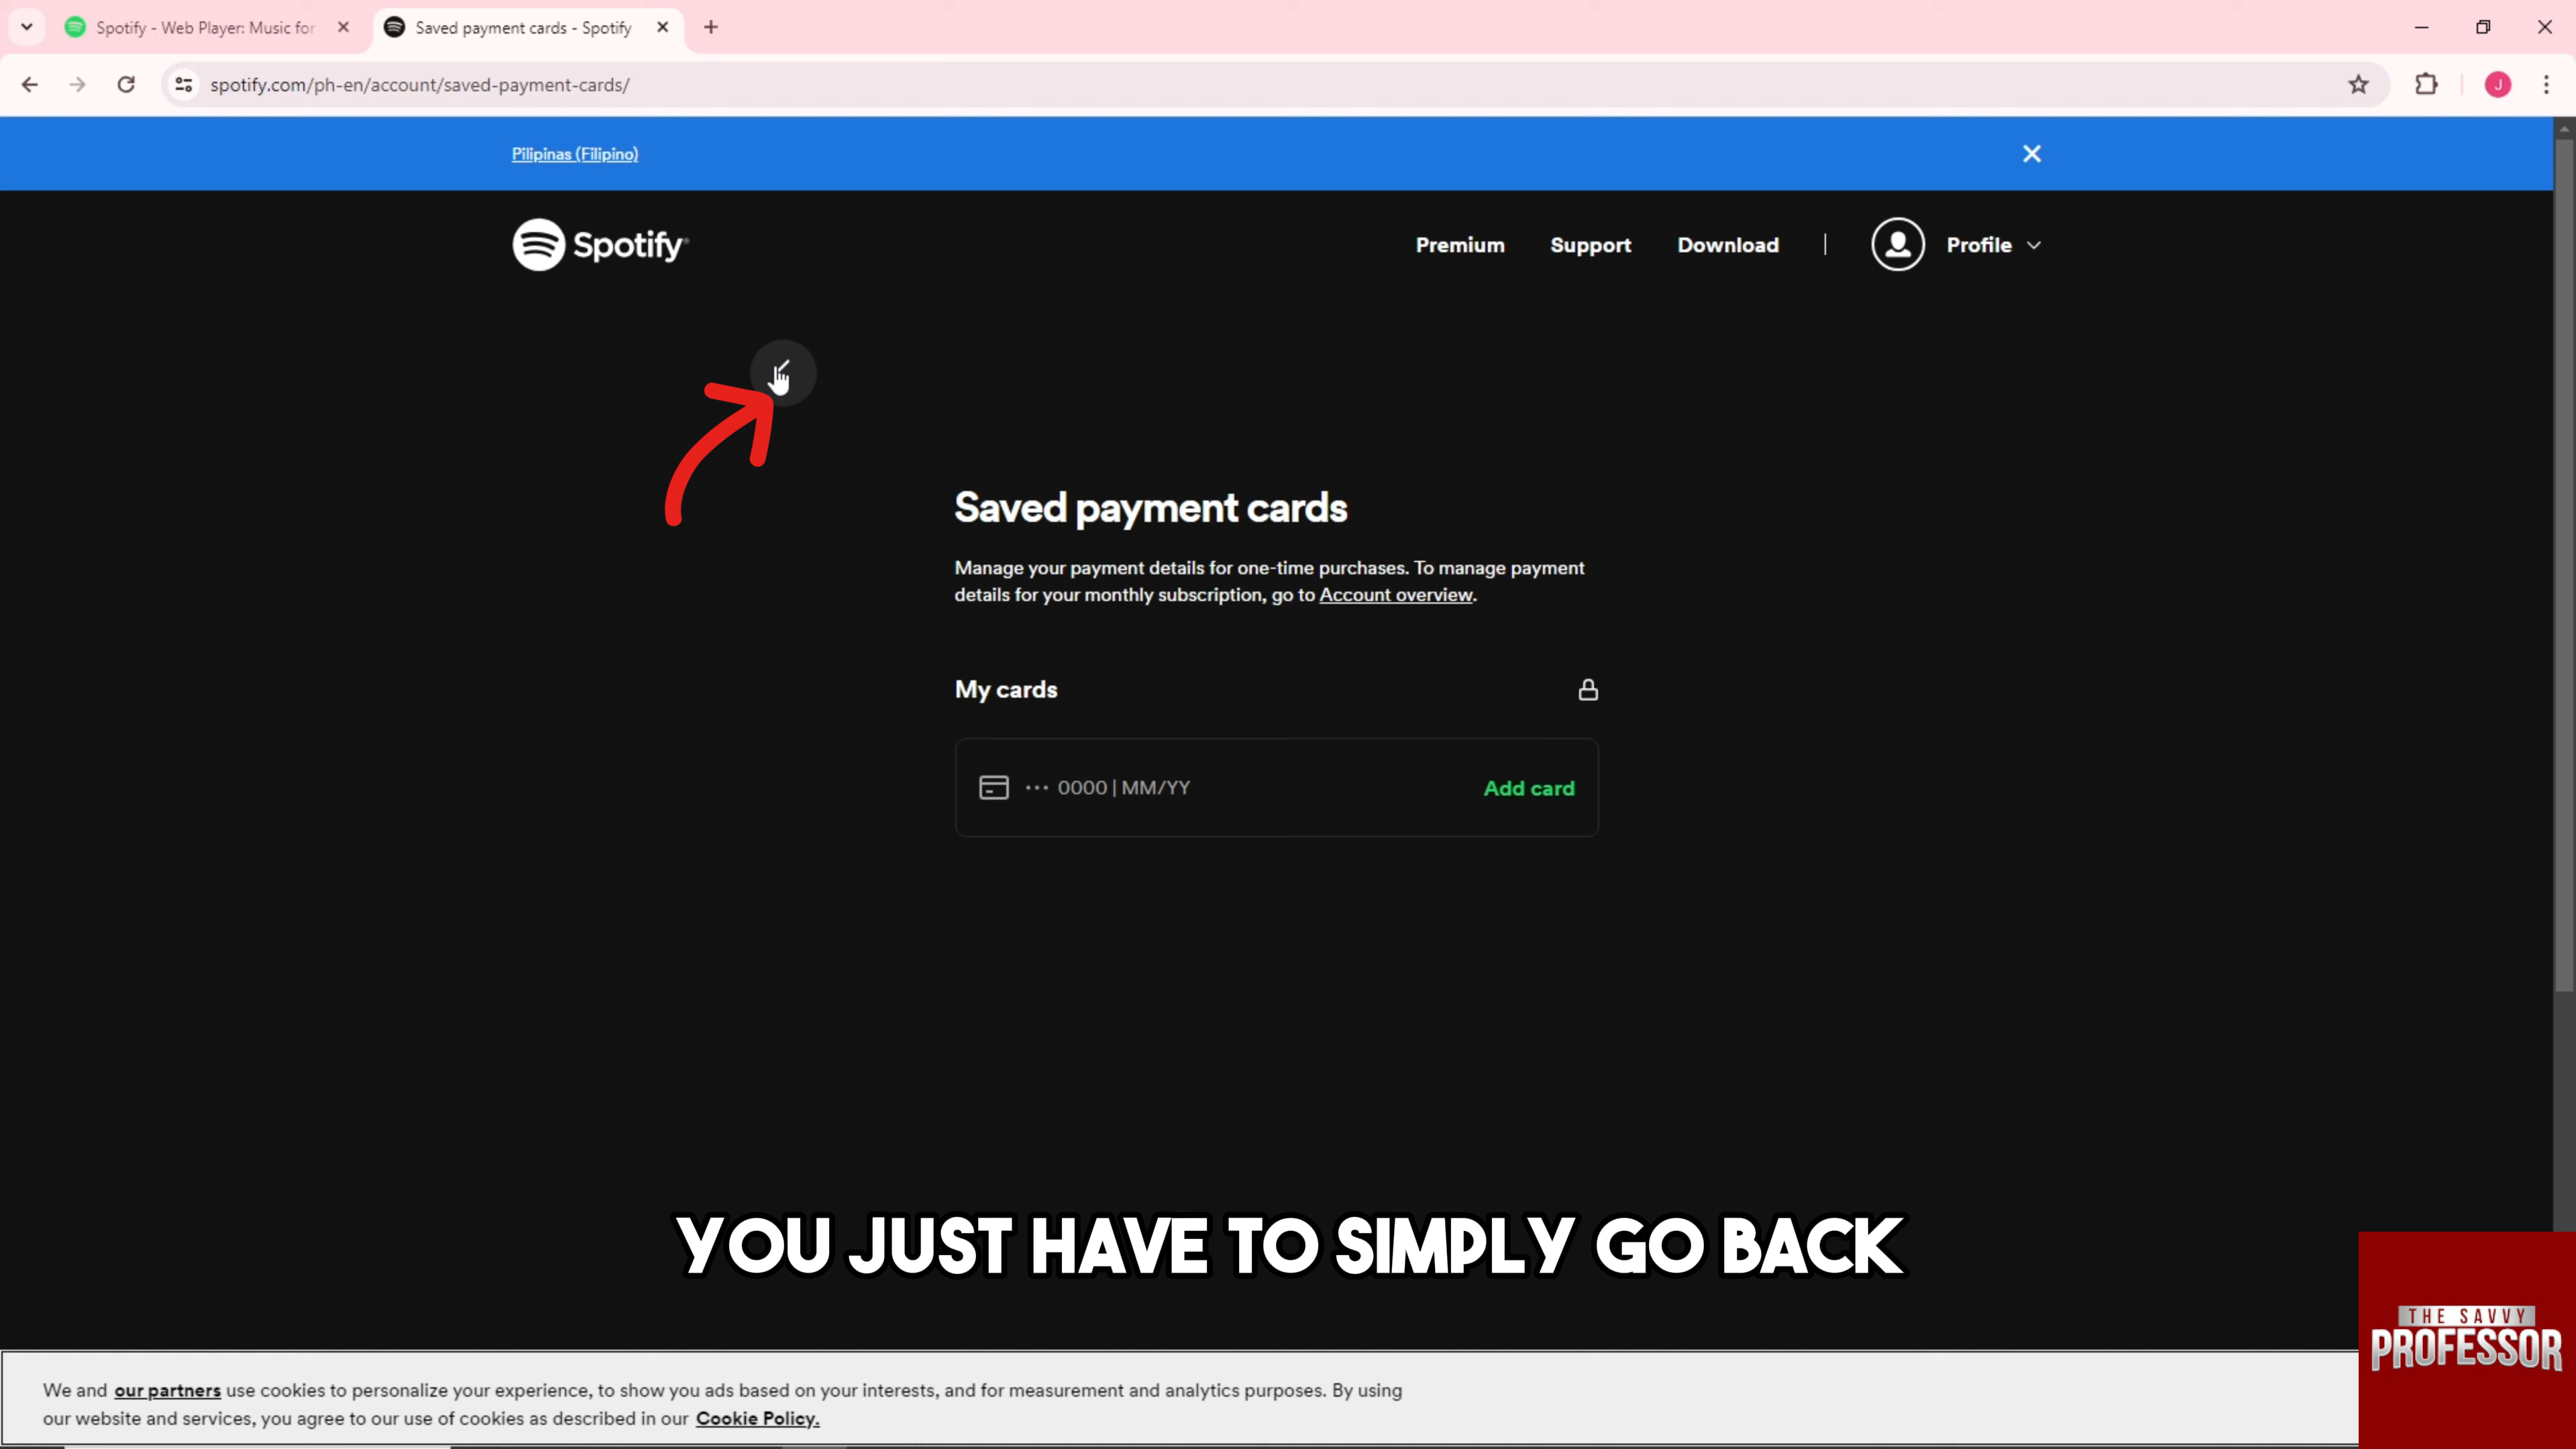 Spotify - Web Player: Music for
Saved payment cards - Spotify
spotify.com/ph-en/account/saved-payment-cards/
J
Pilipinas (Filipino)
Spotify
Premium
Support
Download
Profile
Saved payment cards
Manage your payment details for one-time purchases. To manage payment
details for your monthly subscription, go to Account overview.
My cards
··· 0000 | MM/YY
Add card
YOU JUST HAVE TO SIMPLY GO BACK
THE SAVVY
PROFESSOR
We and our partners use cookies to personalize your experience, to show you ads based on your interests, and for measurement and analytics purposes. By using
our website and services, you agree to our use of cookies as described in our Cookie Policy.